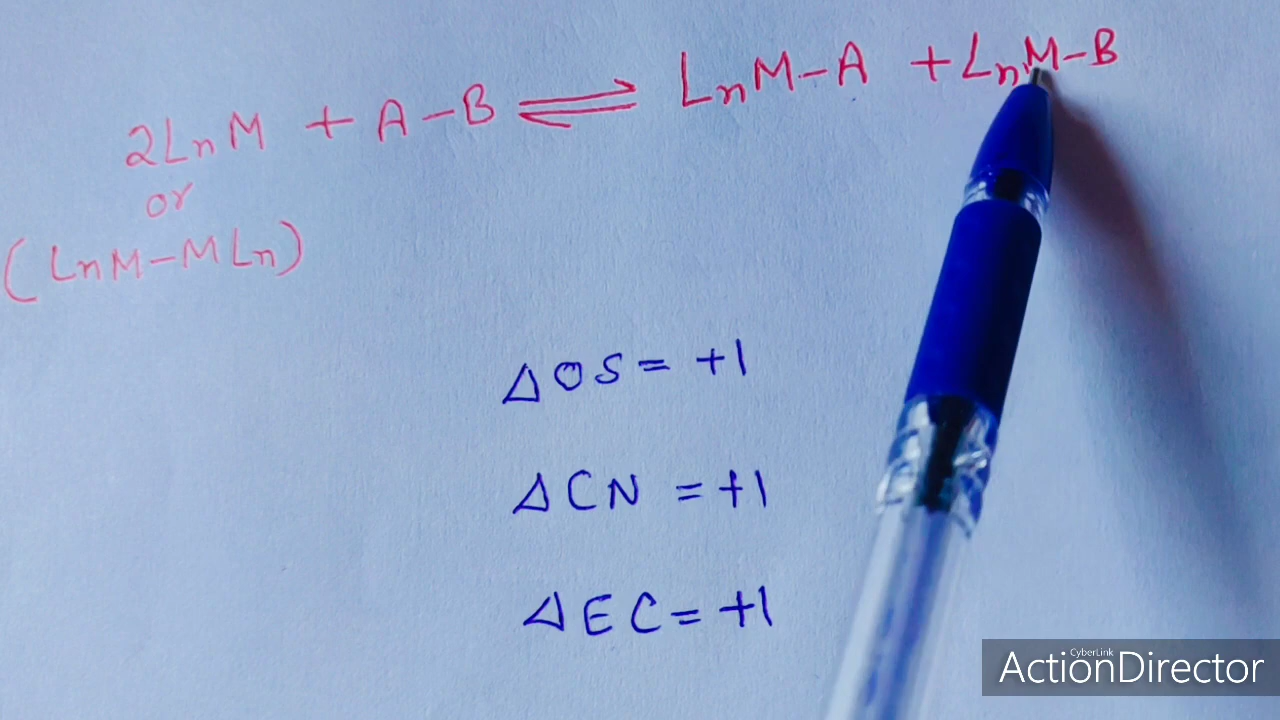 2LnM + A-B ⇌ LnM-A + LnM-B
or
(LnM-MLn)
ΔOS = +1
ΔCN = +1
ΔEC = +1
CyberLink
ActionDirector